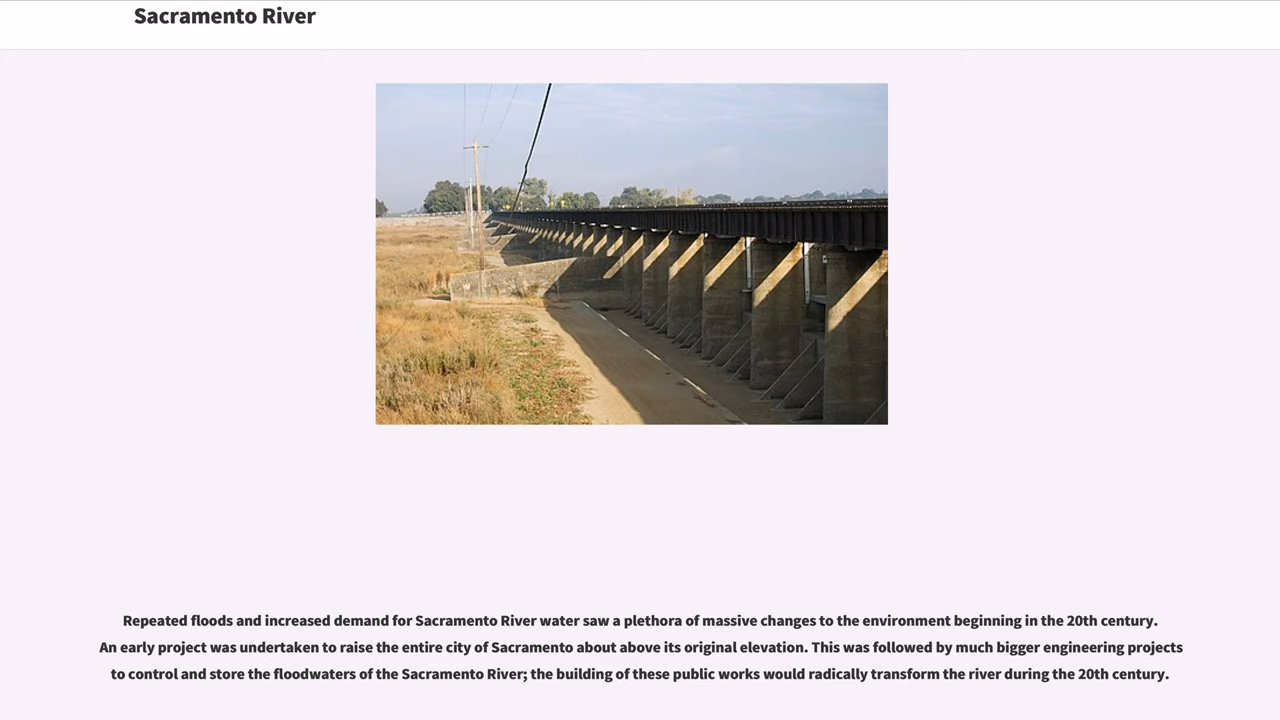 Sacramento River
Repeated floods and increased demand for Sacramento River water saw a plethora of massive changes to the environment beginning in the 20th century.
An early project was undertaken to raise the entire city of Sacramento about above its original elevation. This was followed by much bigger engineering projects
to control and store the floodwaters of the Sacramento River; the building of these public works would radically transform the river during the 20th century.